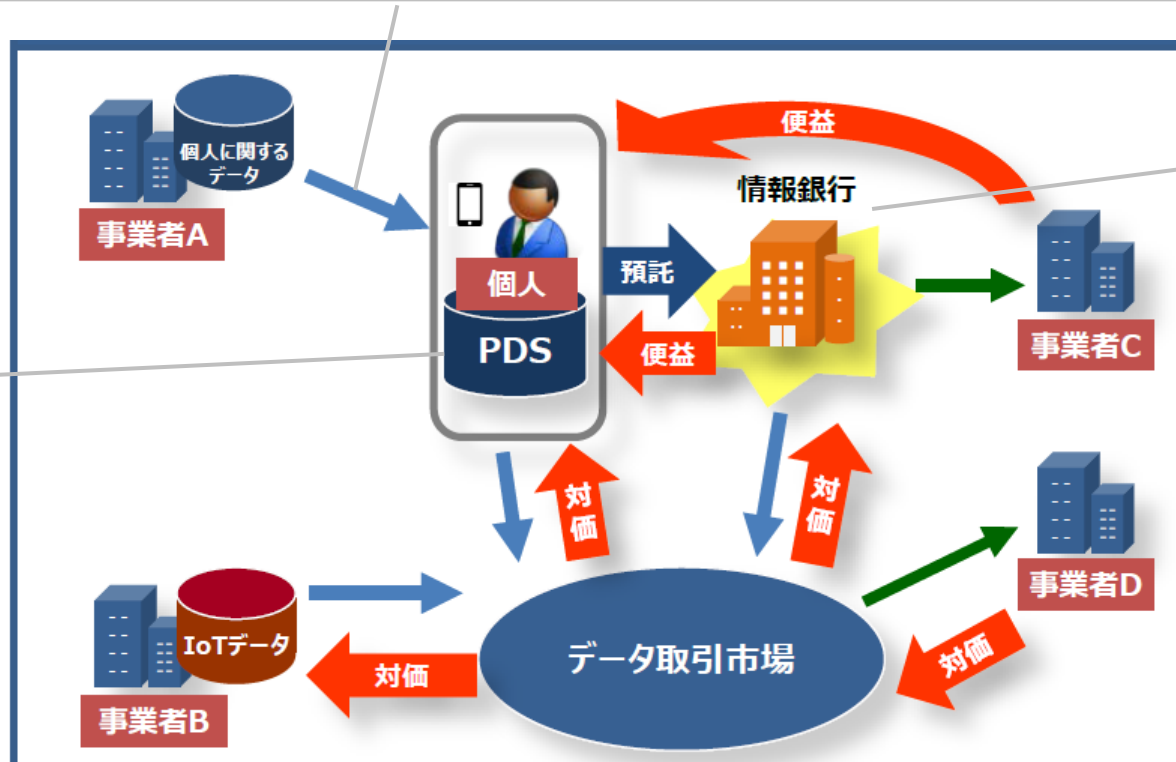 個人に関する
データ
事業者A
便益
情報銀行
個人
PDS
預託
便益
事業者C
対
価
対
価
事業者D
IoTデータ
事業者B
対価
データ取引市場
対価